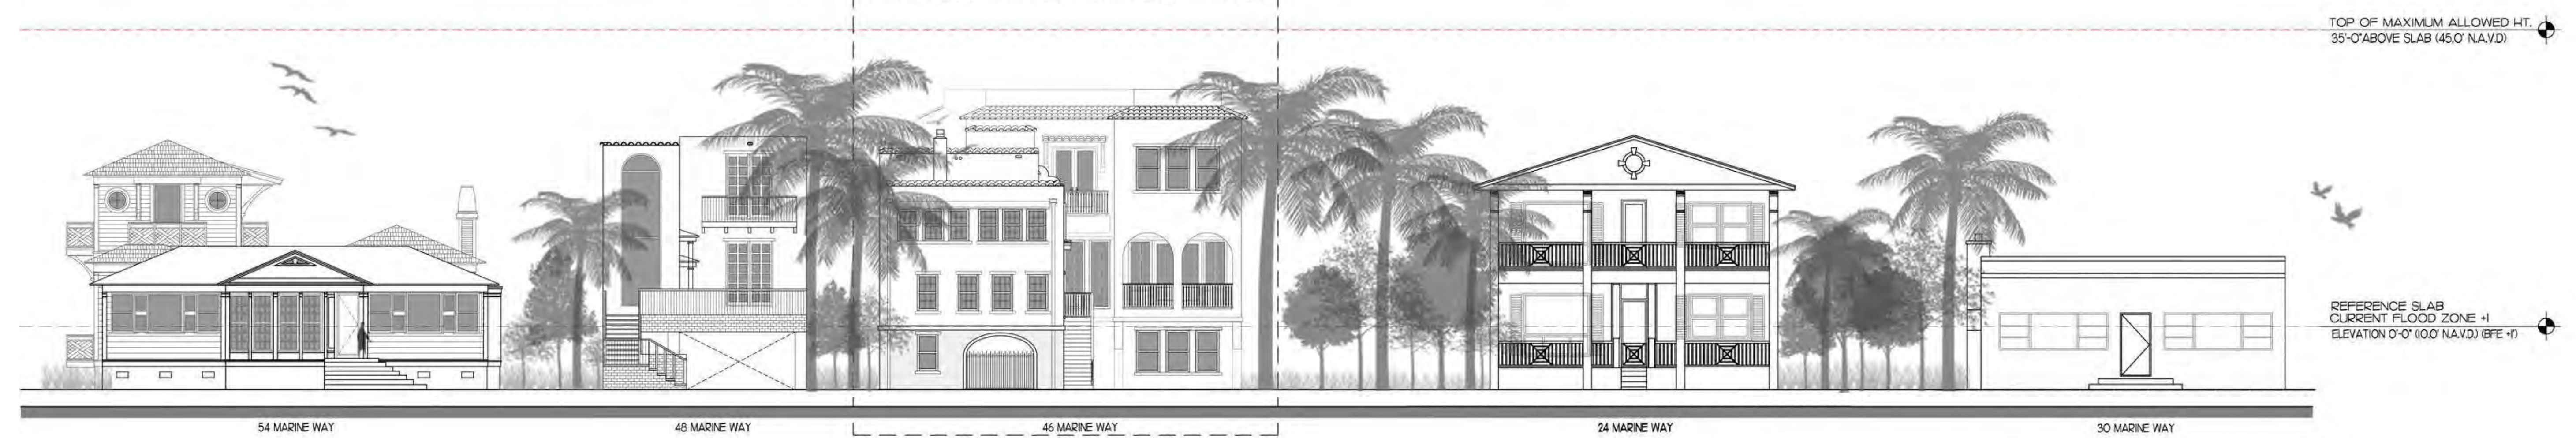 TOP OF MAXIMUM ALLOWED HT.
35'-0" ABOVE SLAB (45.0' N.A.V.D)
REFERENCE SLAB
CURRENT FLOOD ZONE +1
ELEVATION 0'-0" (10.0' N.A.V.D.) (BFE +1')
54 MARINE WAY
48 MARINE WAY
46 MARINE WAY
24 MARINE WAY
30 MARINE WAY